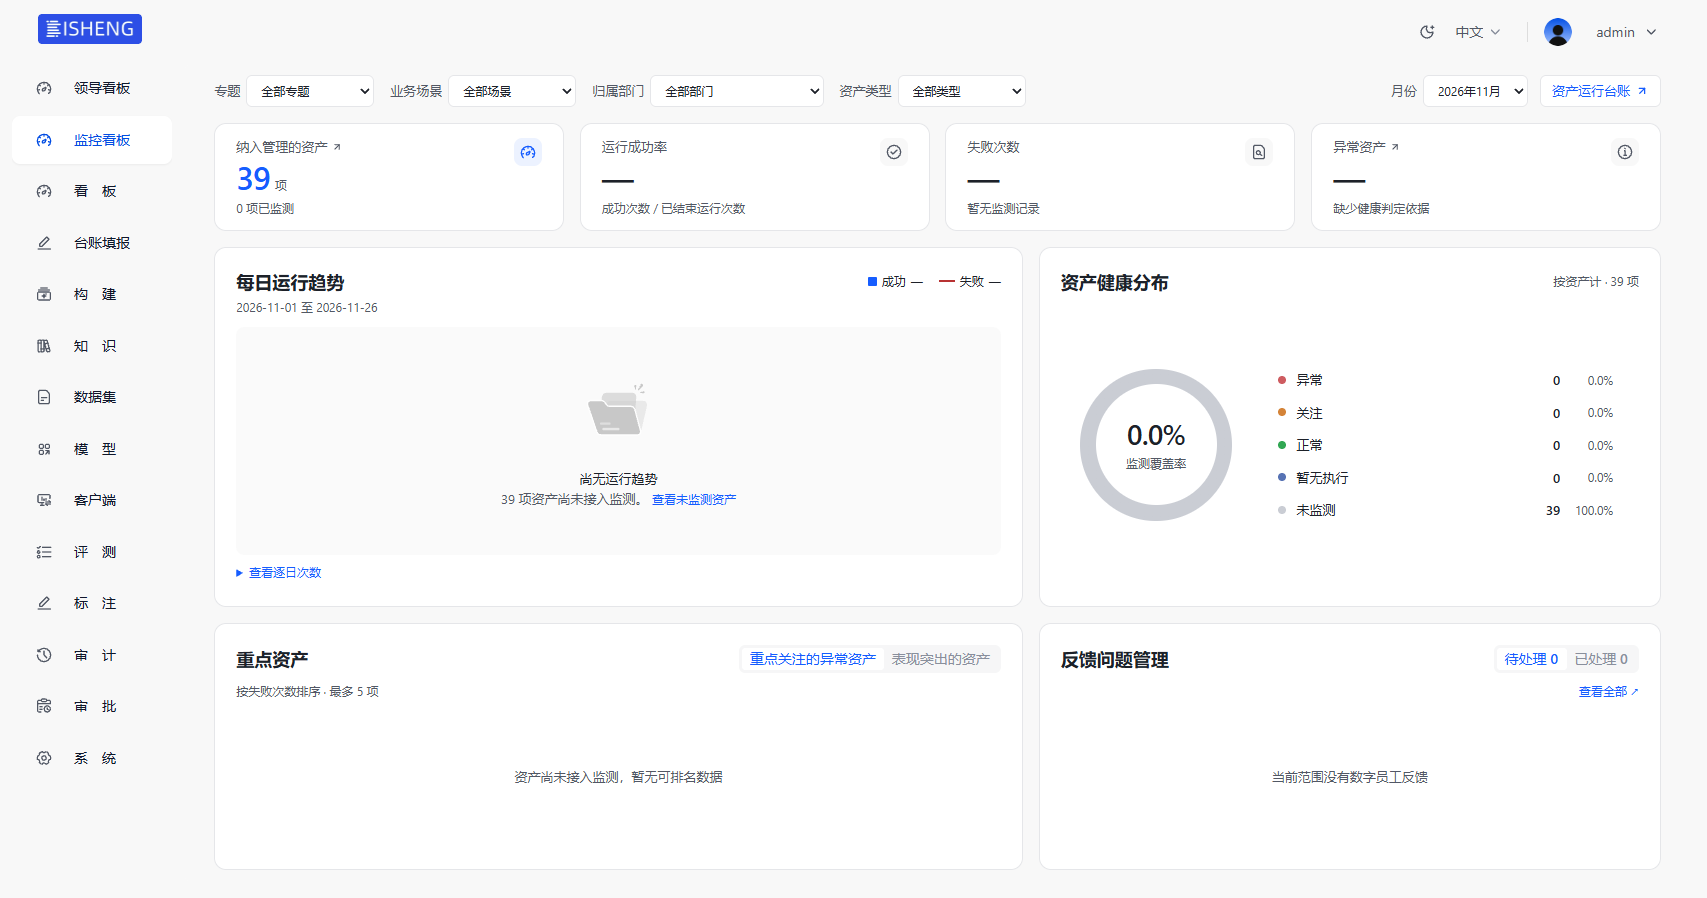 ISHENG
中文
admin
领导看板
监控看板
看 板
台账填报
构 建
知 识
数据集
模 型
客户端
评 测
标 注
审 计
审 批
系 统
专题 全部专题 业务场景 全部场景 归属部门 全部部门 资产类型 全部类型 月份 2026年11月 资产运行台账
纳入管理的资产
39 项
0 项已监测
运行成功率
—
成功次数 / 已结束运行次数
失败次数
—
暂无监测记录
异常资产
—
缺少健康判定依据
每日运行趋势
成功 — 失败 —
2026-11-01 至 2026-11-26
尚无运行趋势
39 项资产尚未接入监测。 查看未监测资产
查看逐日次数
资产健康分布
按资产计 · 39 项
0.0%
监测覆盖率
异常 0 0.0%
关注 0 0.0%
正常 0 0.0%
暂无执行 0 0.0%
未监测 39 100.0%
重点资产
重点关注的异常资产 表现突出的资产
按失败次数排序 · 最多 5 项
资产尚未接入监测，暂无可排名数据
反馈问题管理
待处理 0 已处理 0
查看全部
当前范围没有数字员工反馈